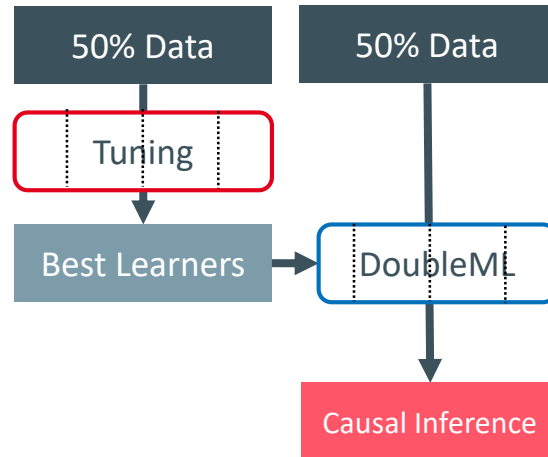 50% Data
50% Data
Tuning
Best Learners
DoubleML
Causal Inference